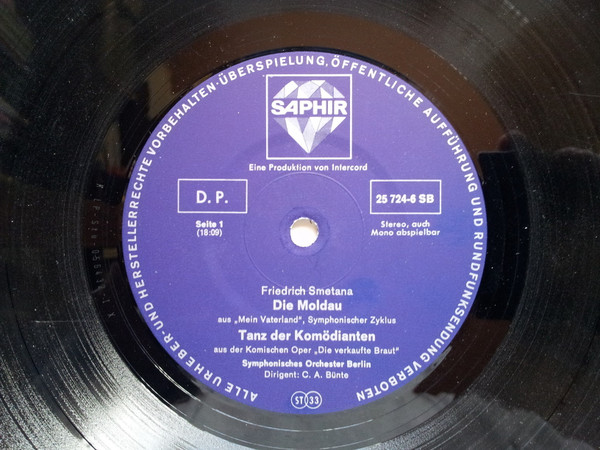 ALLE URHEBER- UND HERSTELLERRECHTE VORBEHALTEN·ÜBERSPIELUNG, ÖFFENTLICHE AUFFÜHRUNG UND RUNDFUNKSENDUNG VERBOTEN
SAPHIR
Eine Produktion von Intercord
D. P.
25 724-6 SB
Seite 1
(18:09)
Stereo, auch
Mono abspielbar
Friedrich Smetana
Die Moldau
aus „Mein Vaterland", Symphonischer Zyklus
Tanz der Komödianten
aus der Komischen Oper „Die verkaufte Braut"
Symphonisches Orchester Berlin
Dirigent: C. A. Bünte
ST 33